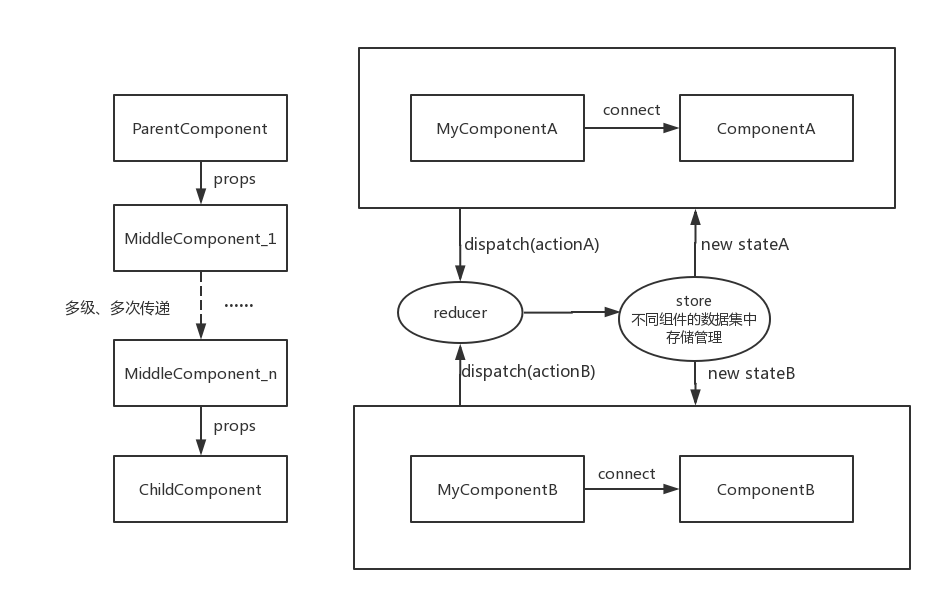 ParentComponent
props
MiddleComponent_1
多级、多次传递
······
MiddleComponent_n
props
ChildComponent
MyComponentA
connect
ComponentA
dispatch(actionA)
new stateA
reducer
store
不同组件的数据集中
存储管理
dispatch(actionB)
new stateB
MyComponentB
connect
ComponentB